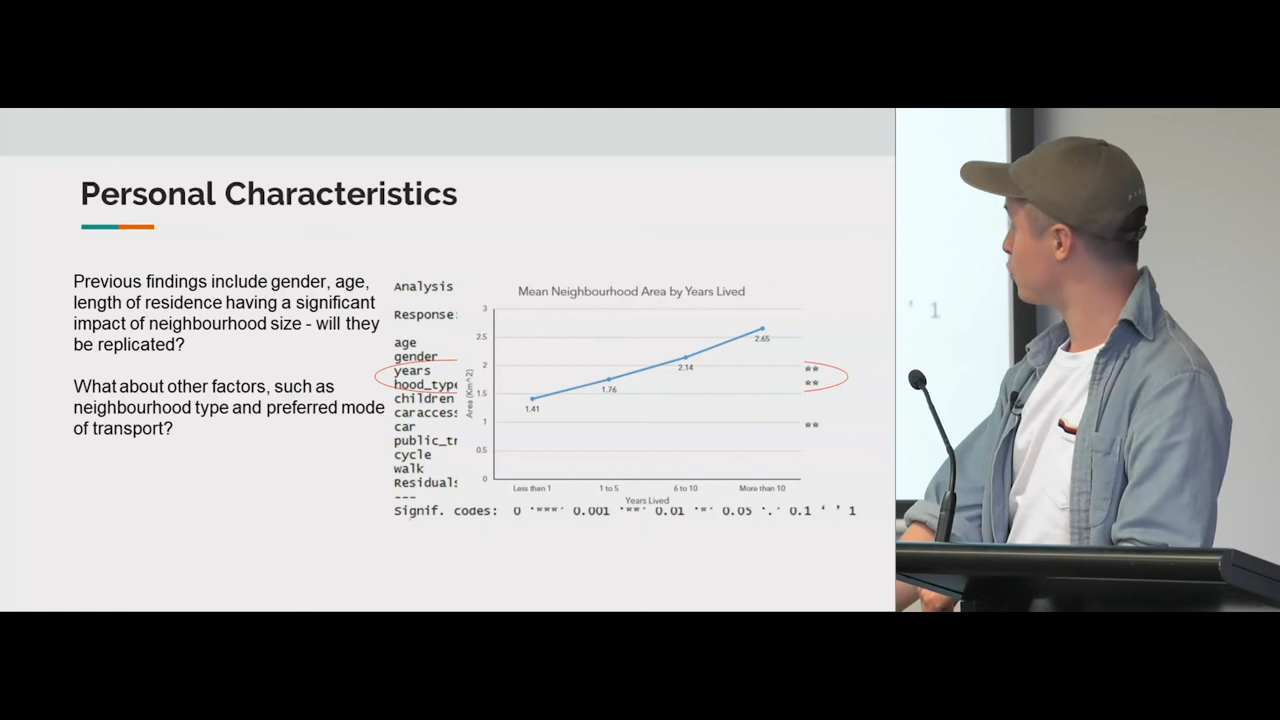 Personal Characteristics
Previous findings include gender, age,
length of residence having a significant
impact of neighbourhood size - will they
be replicated?
What about other factors, such as
neighbourhood type and preferred mode
of transport?
Analysis
Response:
age
gender
years
hood_type
children
caraccess
car
public_tr
cycle
walk
Residuals
---
Signif. codes: 0 '***' 0.001 '**' 0.01 '*' 0.05 '.' 0.1 ' ' 1
**
**
**
Mean Neighbourhood Area by Years Lived
Area (Km^2)
3
2.5
2
1.5
1
0.5
0
1.41
1.76
2.14
2.65
Less than 1
1 to 5
6 to 10
More than 10
Years Lived
' 1